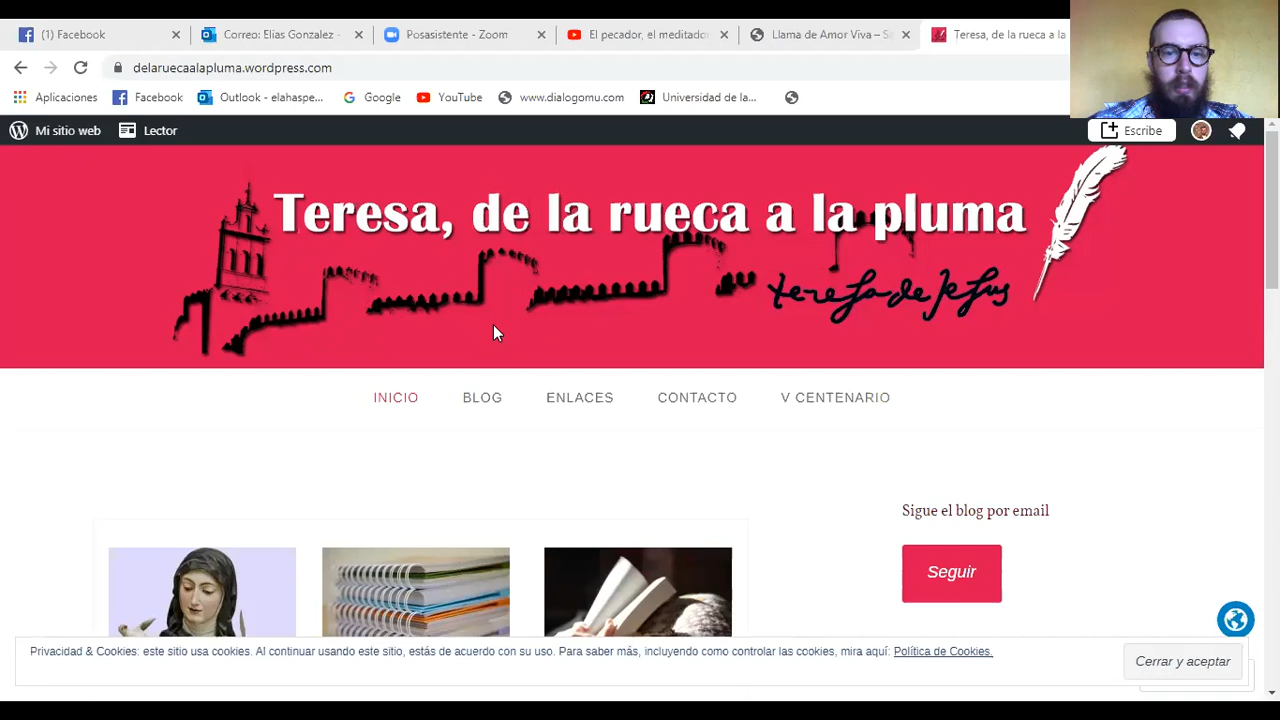 (1) Facebook
Correo: Elías Gonzalez -
Posasistente - Zoom
El pecador, el meditador
Llama de Amor Viva – Sa
Teresa, de la rueca a la
delaruecaalapluma.wordpress.com
Aplicaciones
Facebook
Outlook - elahaspe...
Google
YouTube
www.dialogomu.com
Universidad de la...
Mi sitio web
Lector
Escribe
Teresa, de la rueca a la pluma
teresa de Jesus
INICIO
BLOG
ENLACES
CONTACTO
V CENTENARIO
Sigue el blog por email
Seguir
Privacidad & Cookies: este sitio usa cookies. Al continuar usando este sitio, estás de acuerdo con su uso. Para saber más, incluyendo como controlar las cookies, mira aquí: Política de Cookies.
Cerrar y aceptar